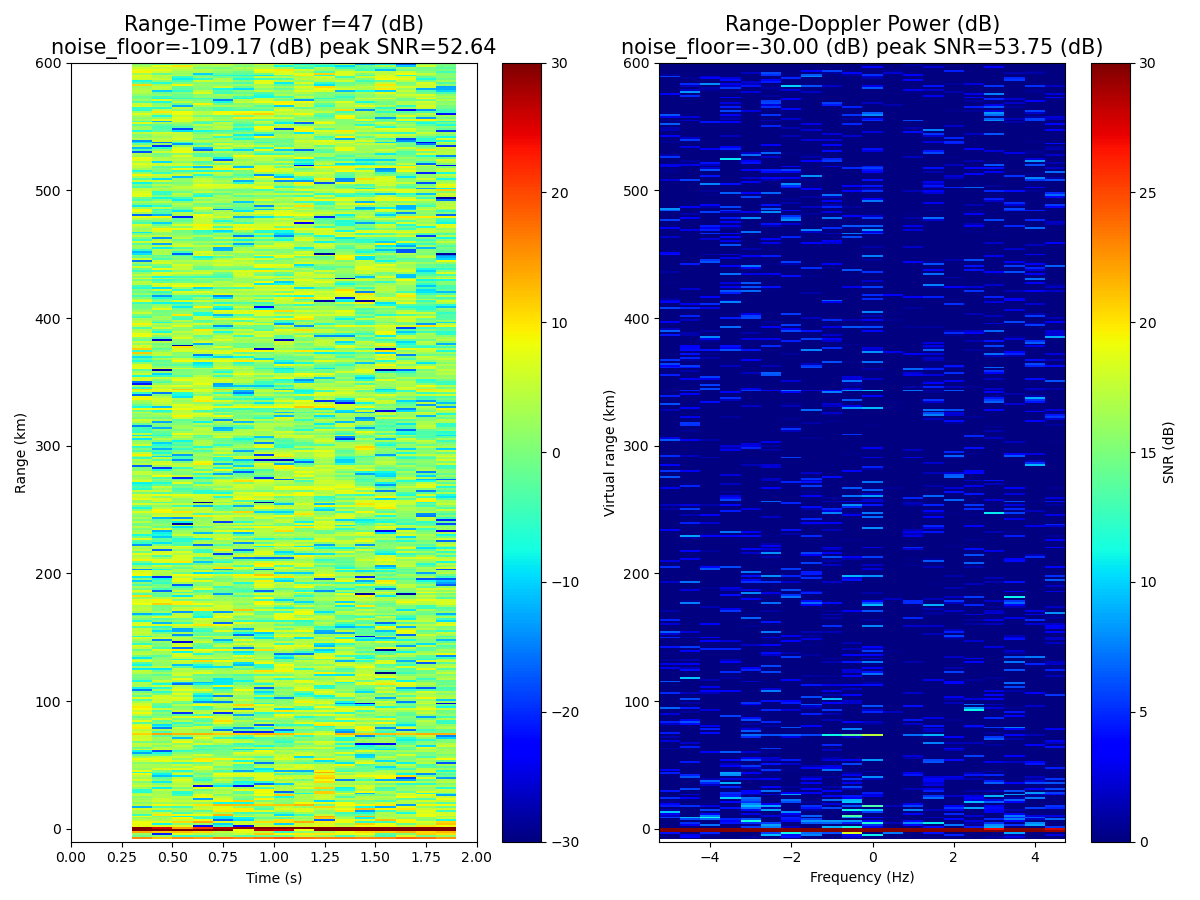 Range-Time Power f=47 (dB)
noise_floor=-109.17 (dB) peak SNR=52.64
Range-Doppler Power (dB)
noise_floor=-30.00 (dB) peak SNR=53.75 (dB)
600
500
400
300
200
100
0
Range (km)
0.00 0.25 0.50 0.75 1.00 1.25 1.50 1.75 2.00
Time (s)
30
20
10
0
−10
−20
−30
600
500
400
300
200
100
0
Virtual range (km)
−4 −2 0 2 4
Frequency (Hz)
30
25
20
15
10
5
0
SNR (dB)